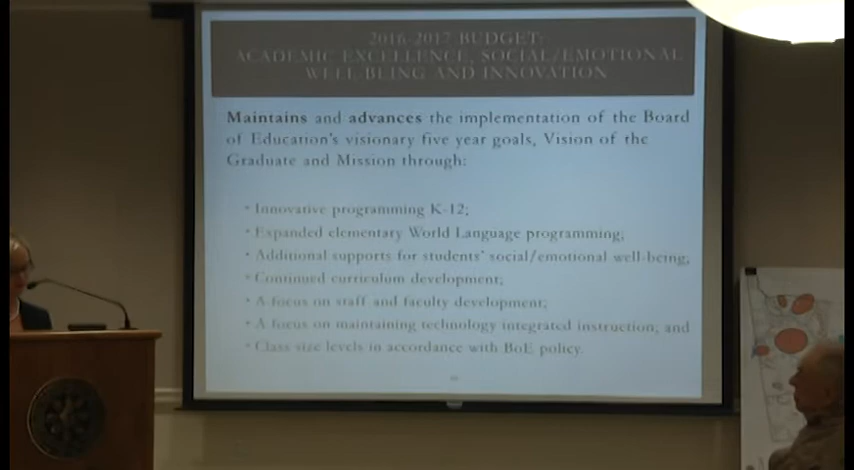 2016-2017 BUDGET:
ACADEMIC EXCELLENCE, SOCIAL/EMOTIONAL
WELL BEING AND INNOVATION
Maintains and advances the implementation of the Board
of Education's visionary five year goals, Vision of the
Graduate and Mission through:
• Innovative programming K-12;
• Expanded elementary World Language programming;
• Additional supports for students' social/emotional well-being;
• Continued curriculum development;
• A focus on staff and faculty development;
• A focus on maintaining technology integrated instruction; and
• Class size levels in accordance with BoE policy.